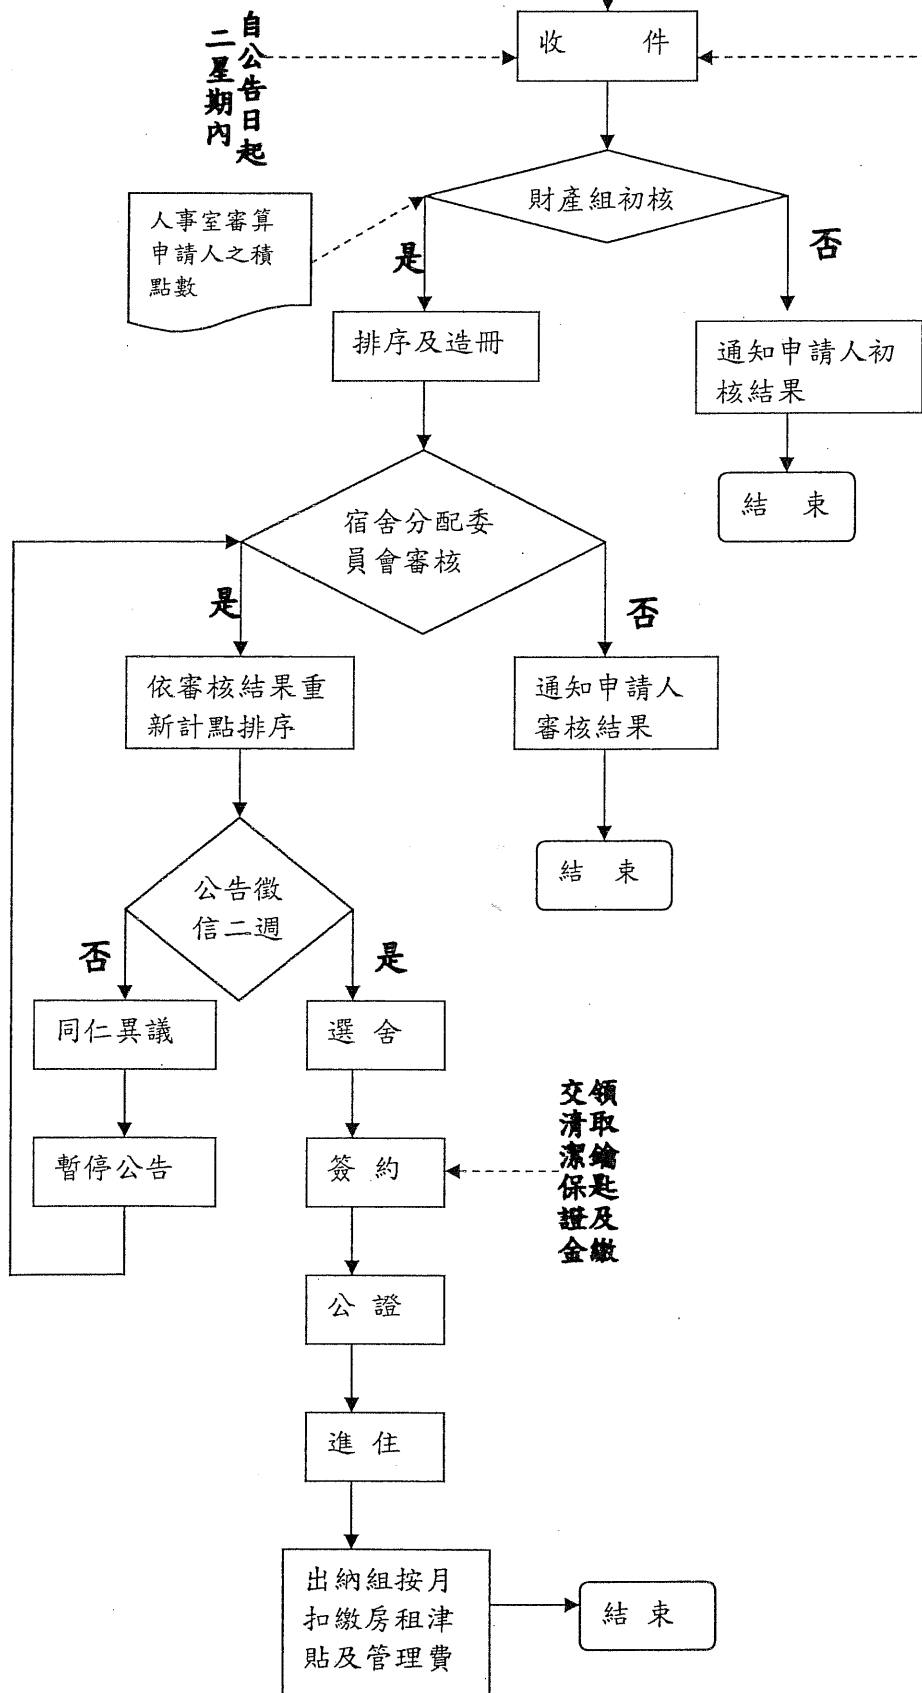 自公告日起
二星期內
收 件
財產組初核
人事室審算
申請人之積
點數
是
否
排序及造冊
通知申請人初
核結果
結 束
宿舍分配委
員會審核
是
否
依審核結果重
新計點排序
通知申請人
審核結果
結 束
公告徵
信二週
否
是
同仁異議
選 舍
暫停公告
簽 約
領取鑰匙及繳
交清潔保證金
公 證
進 住
出納組按月
扣繳房租津
貼及管理費
結 束